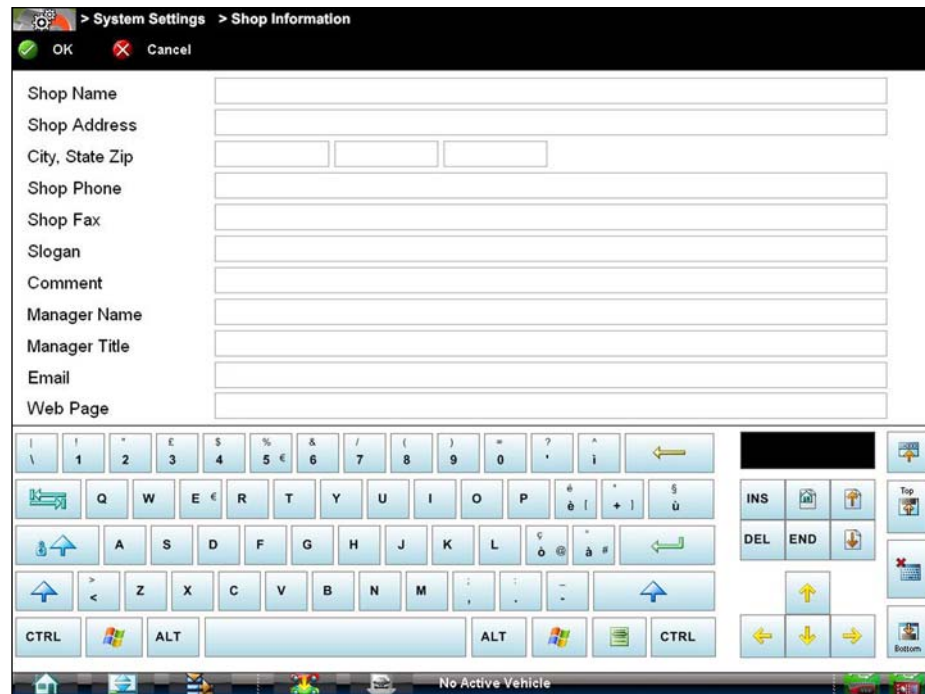 > System Settings > Shop Information
OK Cancel
Shop Name
Shop Address
City, State Zip
Shop Phone
Shop Fax
Slogan
Comment
Manager Name
Manager Title
Email
Web Page
| ! " £ $ % & / ( ) = ? ^
\ 1 2 3 4 5 € 6 7 8 9 0 ' ì
Q W E € R T Y U I O P é è [ * + ] § ù INS Top
A S D F G H J K L ç ò @ ° à # DEL END
> < Z X C V B N M ; , : . _ -
CTRL ALT ALT CTRL Bottom
No Active Vehicle